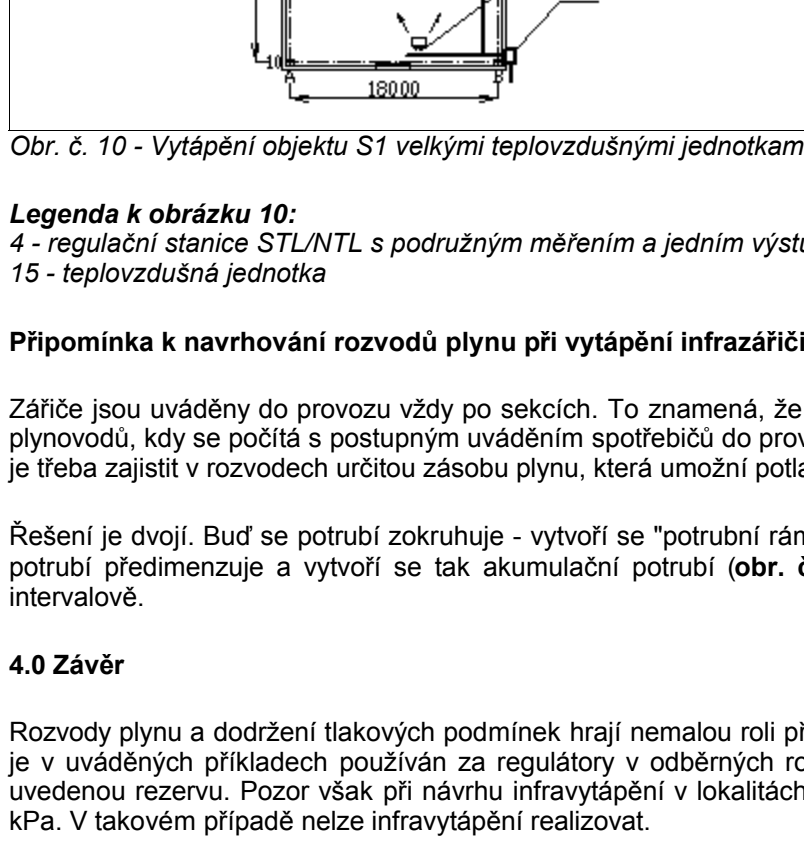 10
A
B
18000
Obr. č. 10 - Vytápění objektu S1 velkými teplovzdušnými jednotkam
Legenda k obrázku 10:
4 - regulační stanice STL/NTL s podružným měřením a jedním výstu
15 - teplovzdušná jednotka
Připomínka k navrhování rozvodů plynu při vytápění infrazářiči
Zářiče jsou uváděny do provozu vždy po sekcích. To znamená, že
plynovodů, kdy se počítá s postupným uváděním spotřebičů do prov
je třeba zajistit v rozvodech určitou zásobu plynu, která umožní potla
Řešení je dvojí. Buď se potrubí zokruhuje - vytvoří se "potrubní rán
potrubí předimenzuje a vytvoří se tak akumulační potrubí (obr. č
intervalově.
4.0 Závěr
Rozvody plynu a dodržení tlakových podmínek hrají nemalou roli př
je v uváděných příkladech používán za regulátory v odběrných ro
uvedenou rezervu. Pozor však při návrhu infravytápění v lokalitách
kPa. V takovém případě nelze infravytápění realizovat.